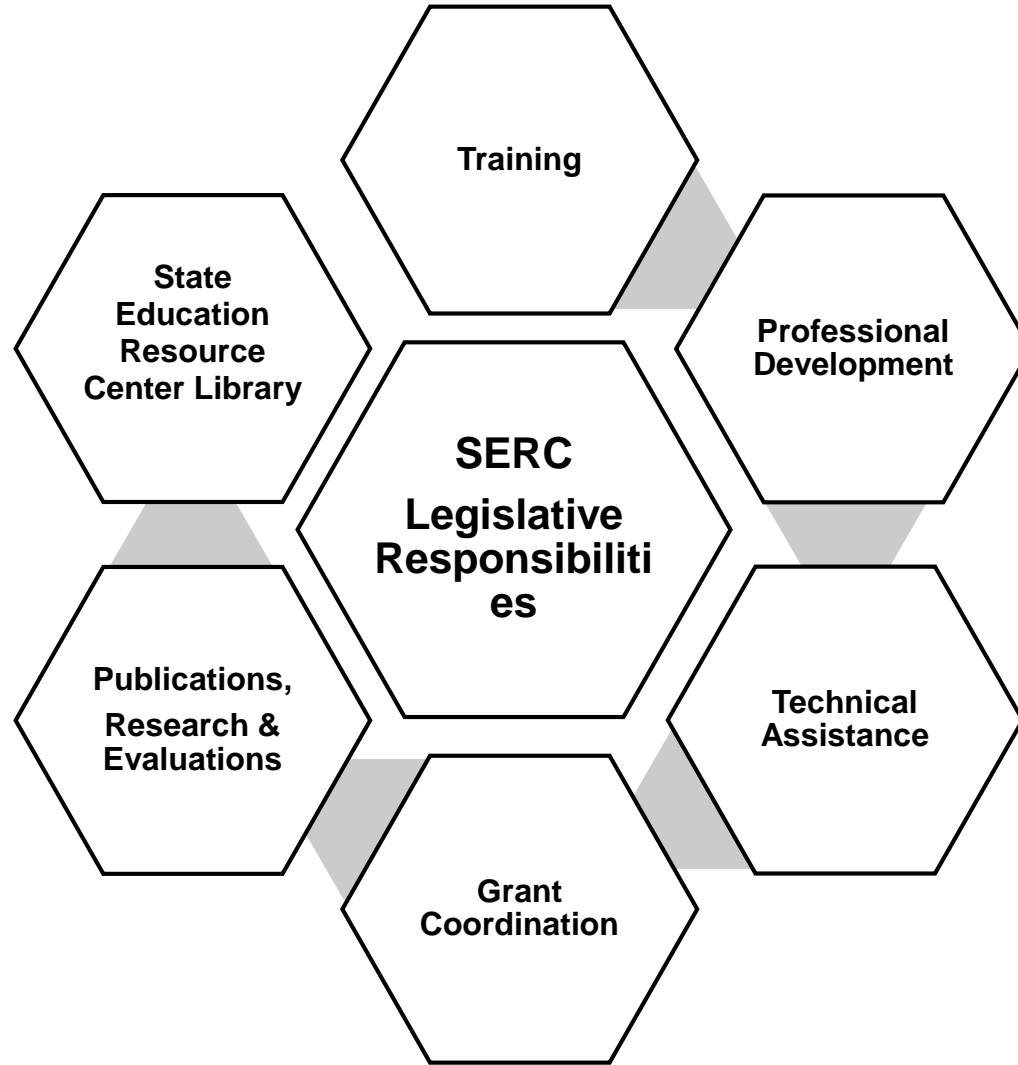 Training
State
Education
Resource
Center Library
Professional
Development
SERC
Legislative
Responsibiliti
es
Publications,
Research &
Evaluations
Technical
Assistance
Grant
Coordination